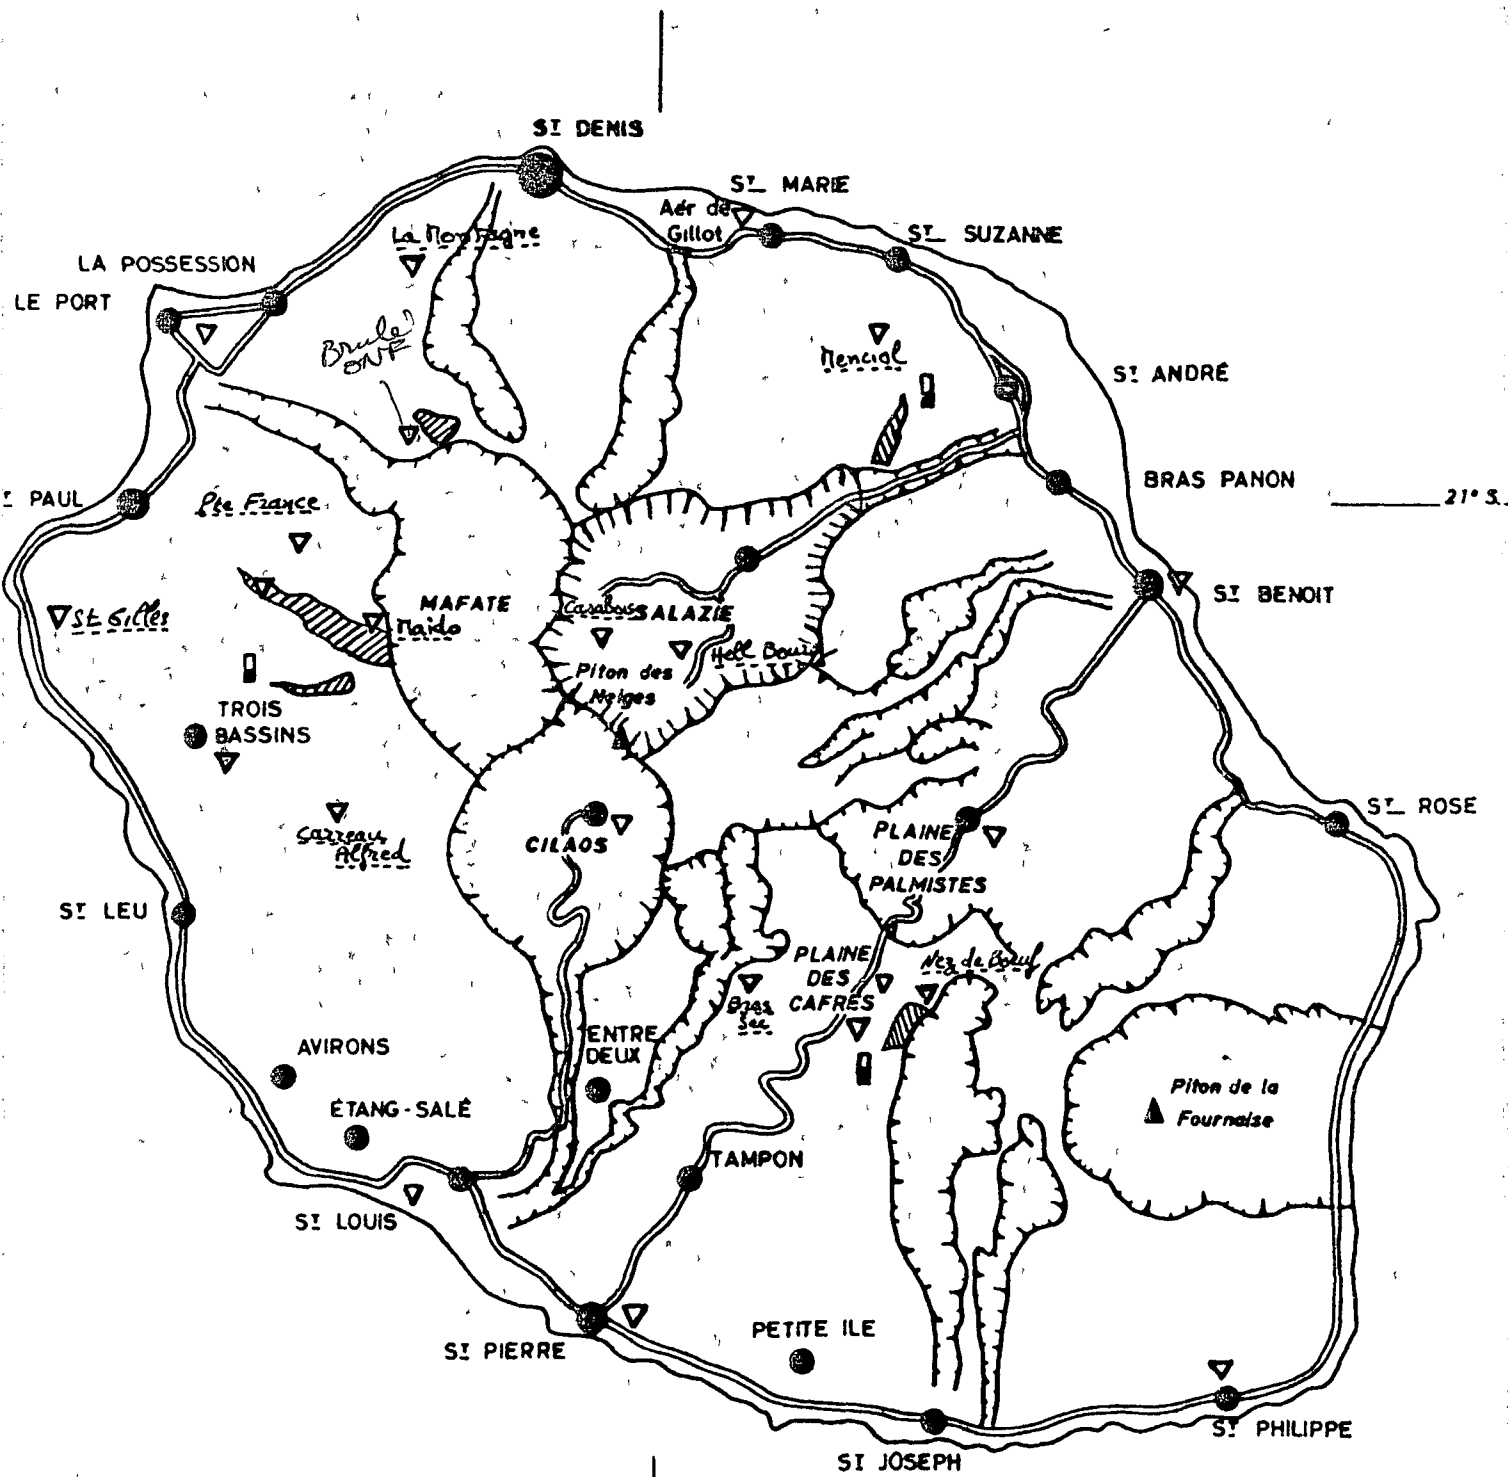 ST DENIS
ST MARIE
Aér de
Gillot
ST SUZANNE
La Montagne
LA POSSESSION
LE PORT
Brulé
ONF
Menciol
ST ANDRÉ
T PAUL
Pte France
BRAS PANON
21° S.
MAFATE
Casabois
SALAZIE
ST BENOIT
St Gilles
Maido
Hell Bourg
Piton des
Neiges
TROIS
BASSINS
ST ROSE
Carreau
Alfred
CILAOS
PLAINE
DES
PALMISTES
ST LEU
PLAINE
DES
CAFRES
Nez de Bœuf
Bras
Sec
ENTRE
DEUX
AVIRONS
Piton de la
Fournaise
ÉTANG-SALÉ
TAMPON
ST LOUIS
PETITE ILE
ST PIERRE
ST PHILIPPE
ST JOSEPH